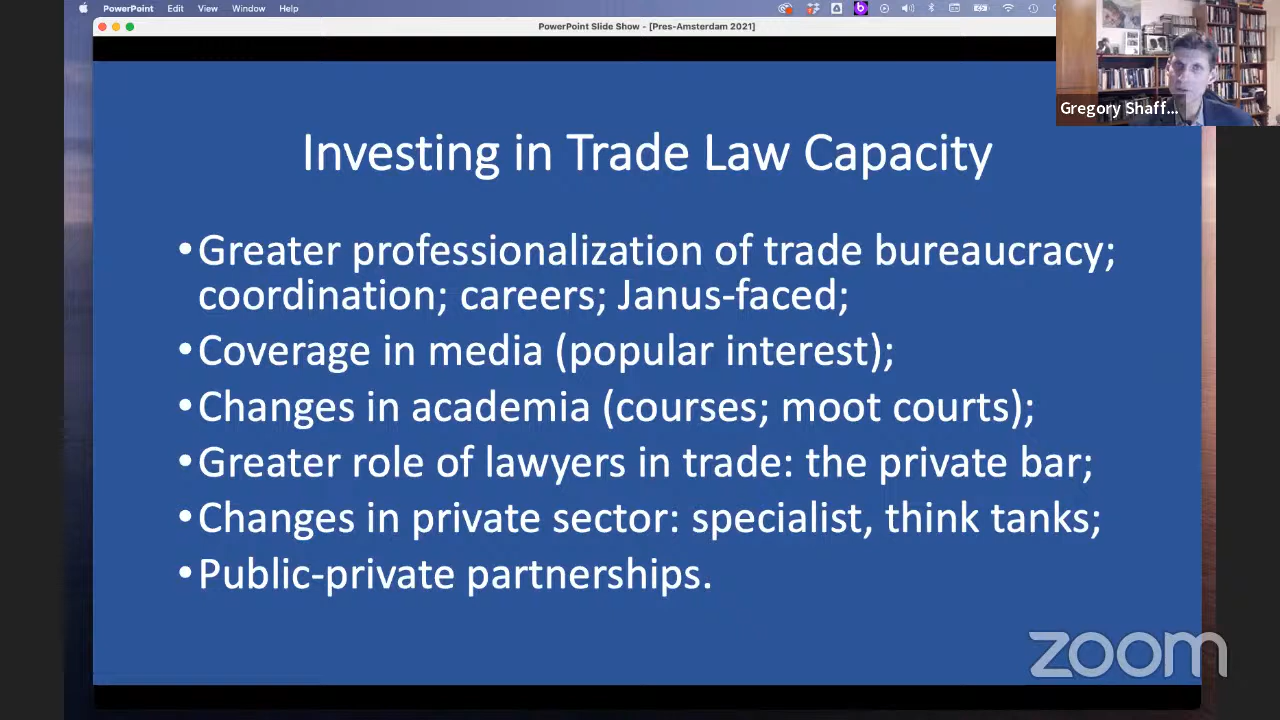 PowerPoint Edit View Window Help
PowerPoint Slide Show - [Pres-Amsterdam 2021]
Gregory Shaff...
Investing in Trade Law Capacity
•Greater professionalization of trade bureaucracy;
coordination; careers; Janus-faced;
•Coverage in media (popular interest);
•Changes in academia (courses; moot courts);
•Greater role of lawyers in trade: the private bar;
•Changes in private sector: specialist, think tanks;
•Public-private partnerships.
zoom